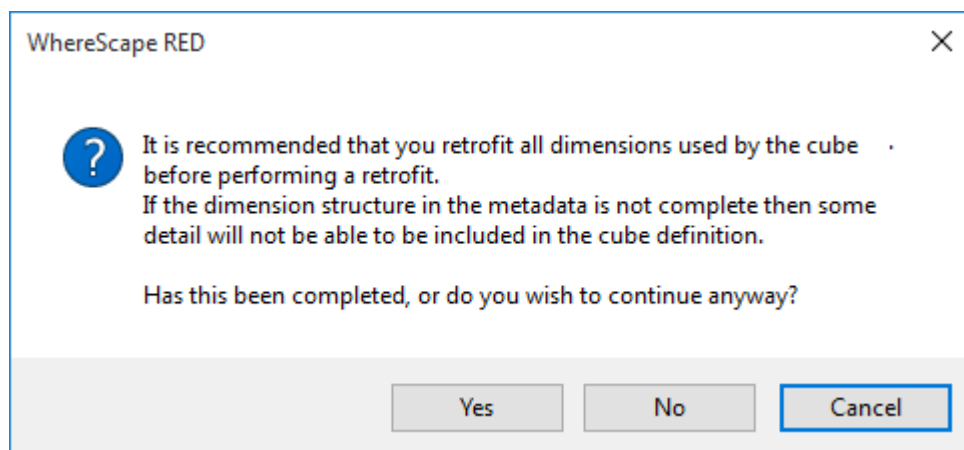 WhereScape RED
It is recommended that you retrofit all dimensions used by the cube
before performing a retrofit.
If the dimension structure in the metadata is not complete then some
detail will not be able to be included in the cube definition.
Has this been completed, or do you wish to continue anyway?
Yes No Cancel